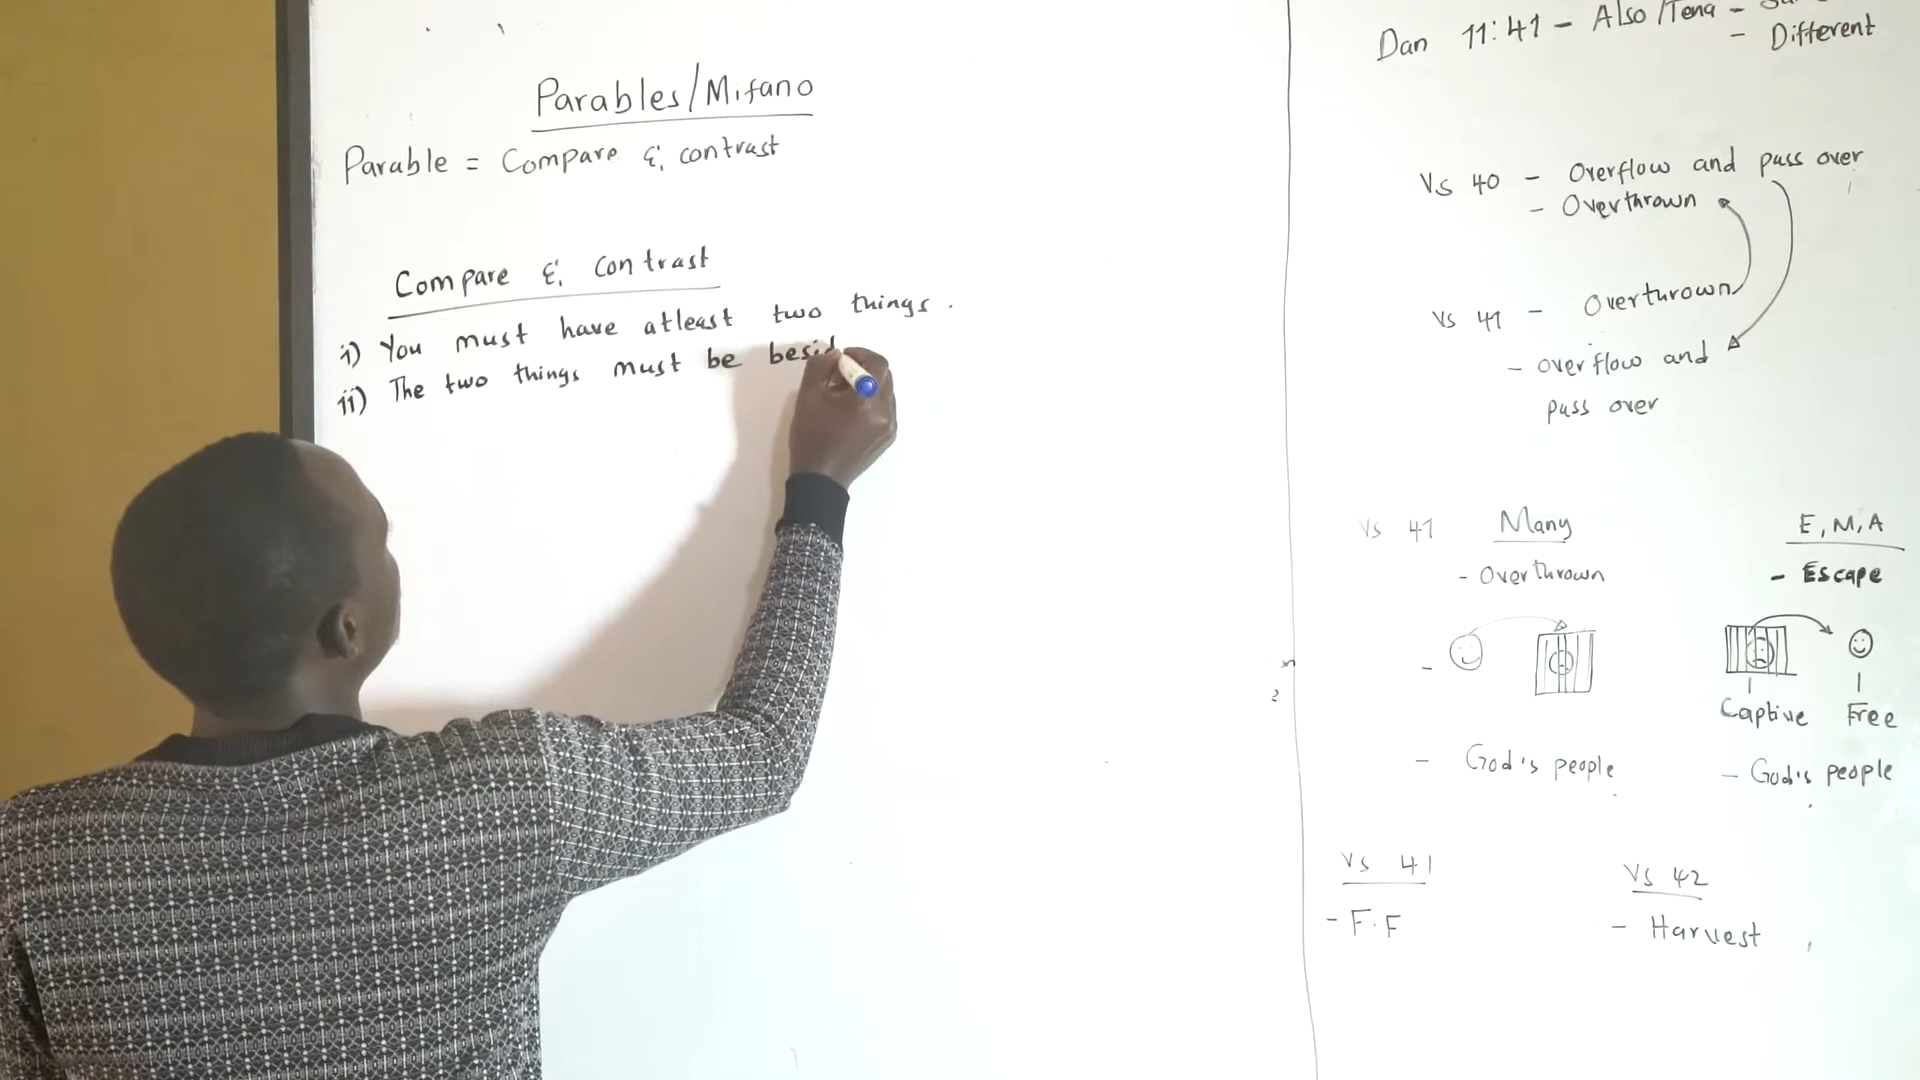 Parables/Mifano
Parable = Compare & contrast
Compare & contrast
i) You must have atleast two things.
ii) The two things must be besid
Dan 11:41 - Also/Tena -
- Different
Vs 40 - Overflow and pass over
- Overthrown
Vs 41 - Overthrown
- overflow and
pass over
Vs 41 Many
- Overthrown
E, M, A
- Escape
Captive Free
- God's people
- God's people
Vs 41
- F.F
Vs 42
- Harvest